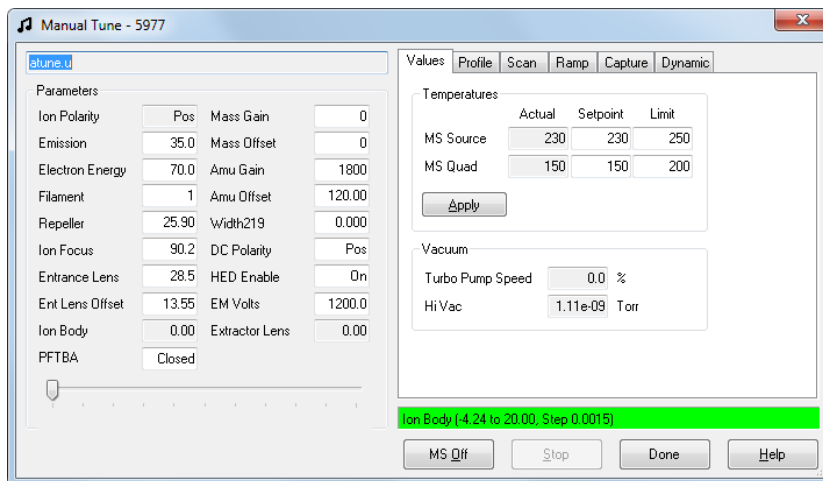 Manual Tune - 5977
atune.u
Parameters
Ion Polarity Pos Mass Gain 0
Emission 35.0 Mass Offset 0
Electron Energy 70.0 Amu Gain 1800
Filament 1 Amu Offset 120.00
Repeller 25.90 Width219 0.000
Ion Focus 90.2 DC Polarity Pos
Entrance Lens 28.5 HED Enable On
Ent Lens Offset 13.55 EM Volts 1200.0
Ion Body 0.00 Extractor Lens 0.00
PFTBA Closed
Values Profile Scan Ramp Capture Dynamic
Temperatures
Actual Setpoint Limit
MS Source 230 230 250
MS Quad 150 150 200
Apply
Vacuum
Turbo Pump Speed 0.0 %
Hi Vac 1.11e-09 Torr
Ion Body (-4.24 to 20.00, Step 0.0015)
MS Off Stop Done Help